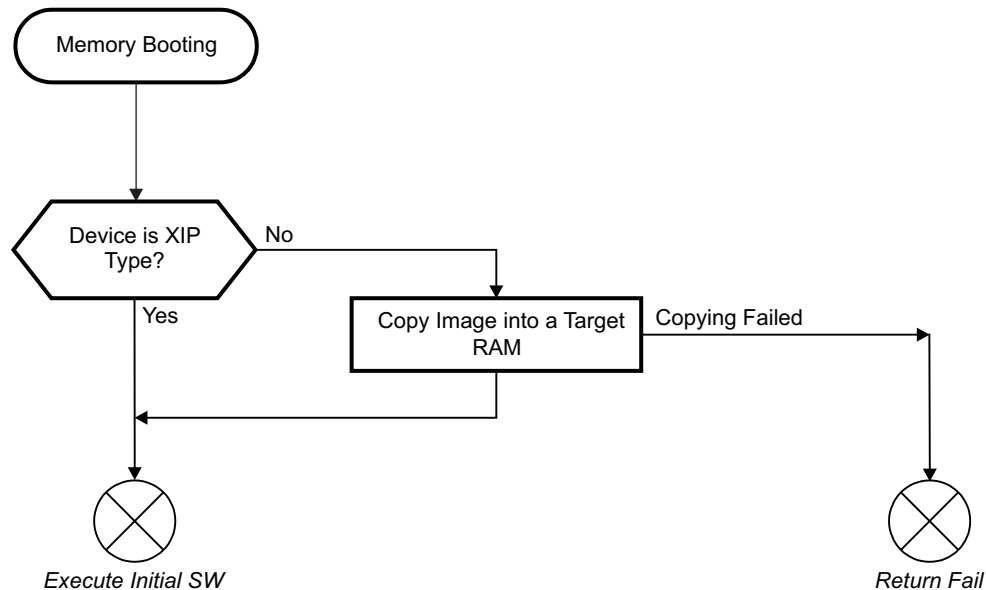 Memory Booting
Device is XIP
Type?
No
Yes
Copy Image into a Target
RAM
Copying Failed
Execute Initial SW
Return Fail